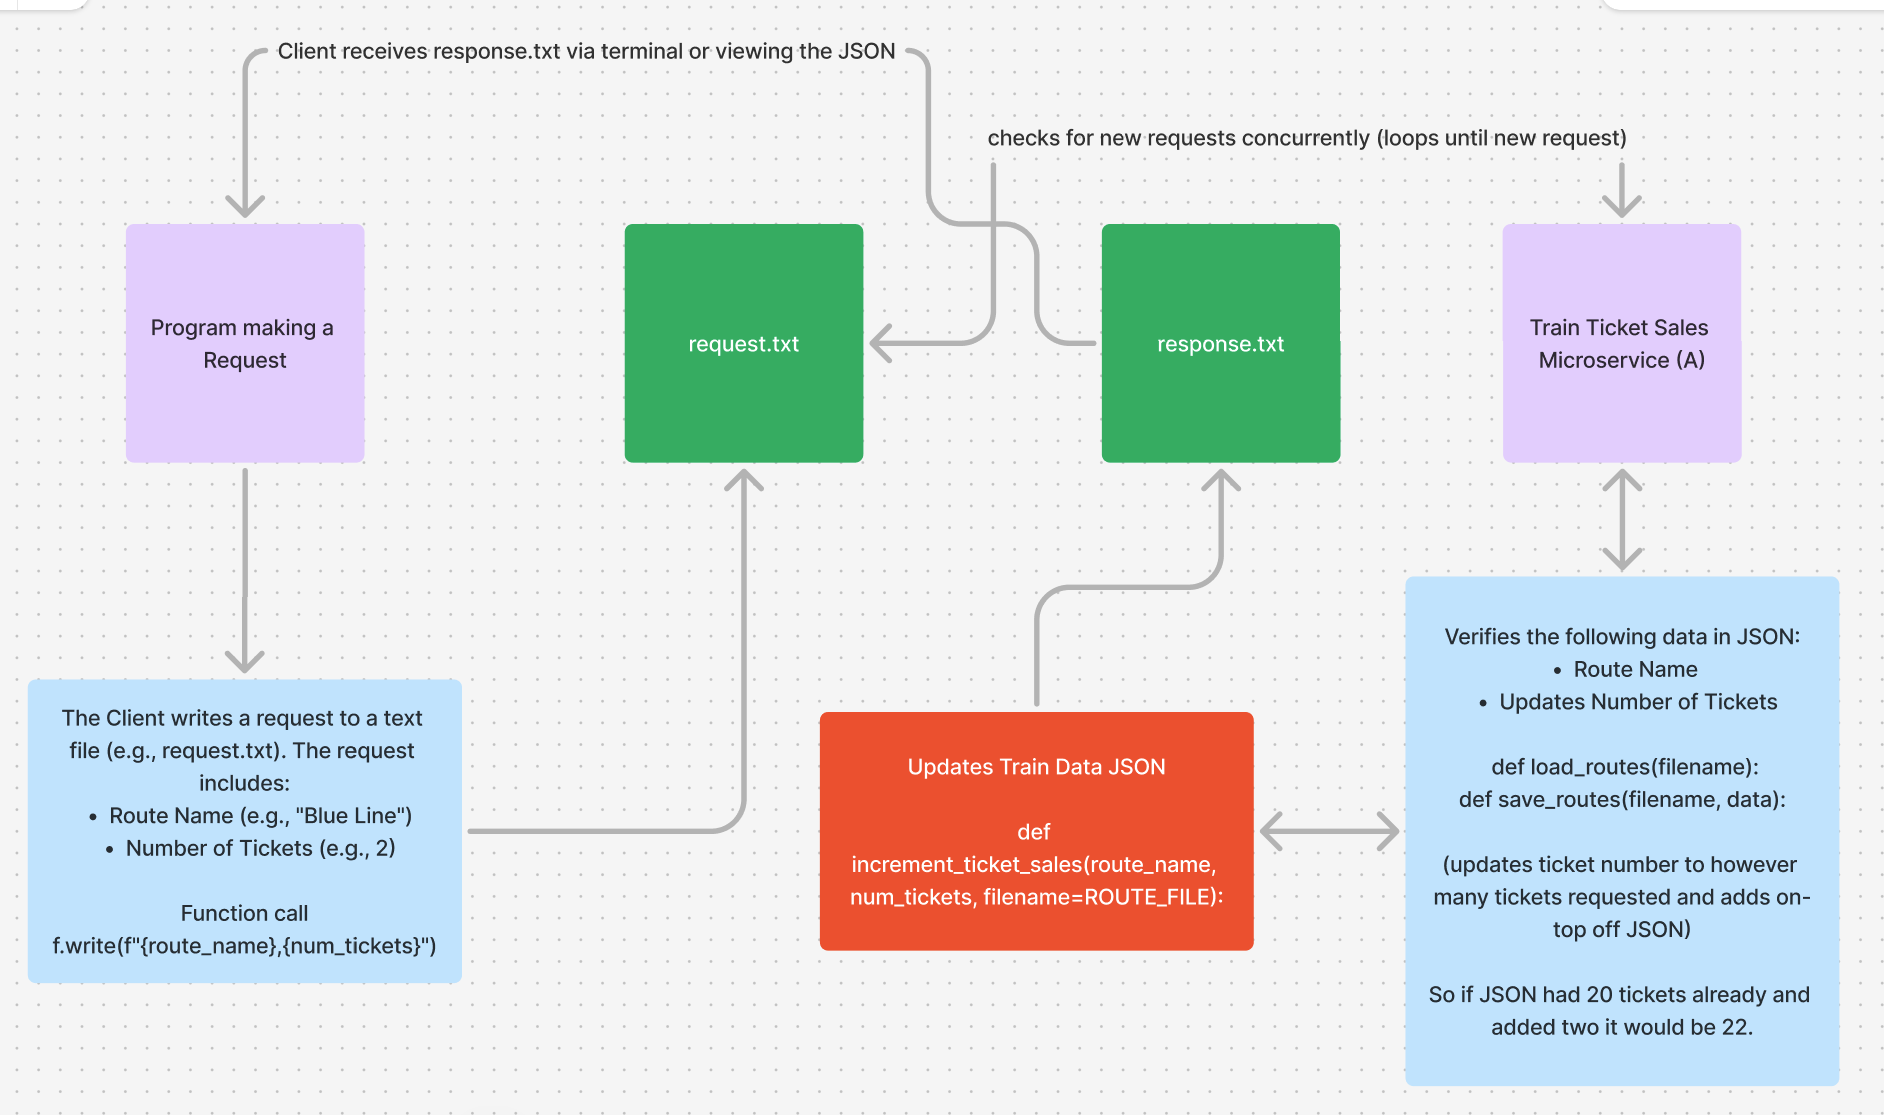 Client receives response.txt via terminal or viewing the JSON
checks for new requests concurrently (loops until new request)
Program making a
Request
request.txt
response.txt
Train Ticket Sales
Microservice (A)
The Client writes a request to a text
file (e.g., request.txt). The request
includes:
• Route Name (e.g., "Blue Line")
• Number of Tickets (e.g., 2)
Function call
f.write(f"{route_name},{num_tickets}")
Updates Train Data JSON
def
increment_ticket_sales(route_name,
num_tickets, filename=ROUTE_FILE):
Verifies the following data in JSON:
• Route Name
• Updates Number of Tickets
def load_routes(filename):
def save_routes(filename, data):
(updates ticket number to however
many tickets requested and adds on-
top off JSON)
So if JSON had 20 tickets already and
added two it would be 22.